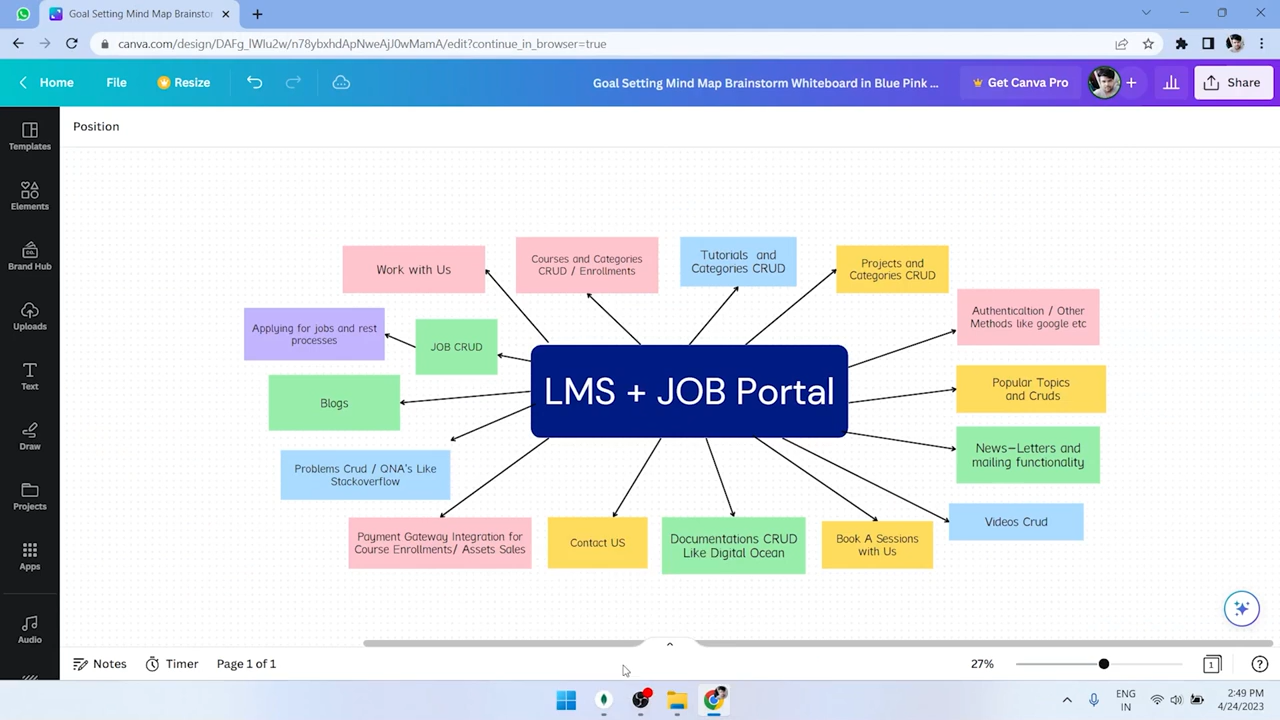 Goal Setting Mind Map Brainstor
canva.com/design/DAFg_lWIu2w/n78ybxhdApNweAjJ0wMamA/edit?continue_in_browser=true
Home
File
Resize
Goal Setting Mind Map Brainstorm Whiteboard in Blue Pink ...
Get Canva Pro
Share
Position
Templates
Elements
Brand Hub
Uploads
Text
Draw
Projects
Apps
Audio
Work with Us
Courses and Categories
CRUD / Enrollments
Tutorials and
Categories CRUD
Projects and
Categories CRUD
Authenticaltion / Other
Methods like google etc
Applying for jobs and rest
processes
JOB CRUD
LMS + JOB Portal
Popular Topics
and Cruds
Blogs
News-Letters and
mailing functionality
Problems Crud / QNA's Like
Stackoverflow
Videos Crud
Payment Gateway Integration for
Course Enrollments/ Assets Sales
Contact US
Documentations CRUD
Like Digital Ocean
Book A Sessions
with Us
Notes
Timer
Page 1 of 1
27%
1
ENG
IN
2:49 PM
4/24/2023